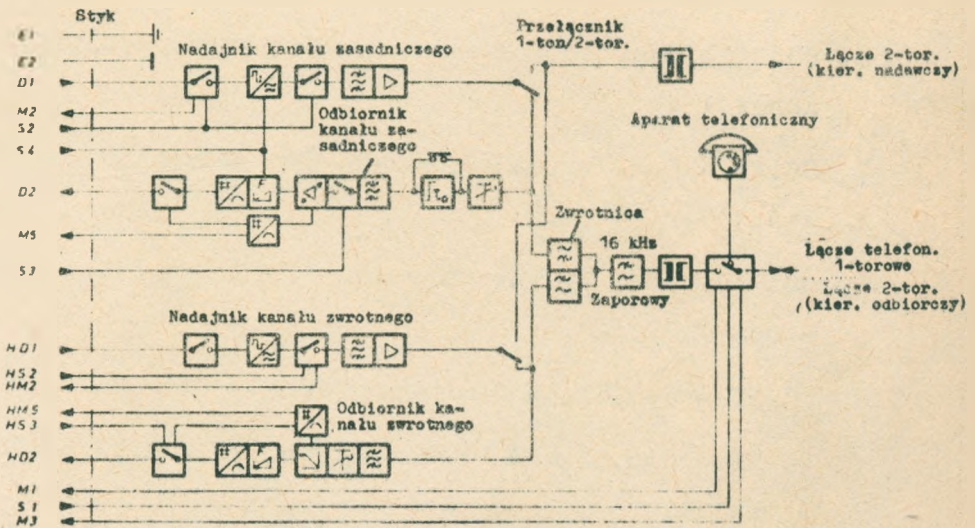 Styk
E1
E2
D1
M2
S2
S4
D2
M5
S3
HD1
HS2
HM2
HM5
HS3
HD2
M1
S1
M3
Nadajnik kanału zasadniczego
Odbiornik
kanału za-
sadniczego
Przełącznik
1-ton/2-tor.
Łącze 2-tor.
(kier. nadawczy)
Aparat telefoniczny
Zwrotnica
16 kHz
Zaporowy
Łącze telefon.
1-torowe
Łącze 2-tor.
(kier. odbiorczy)
Nadajnik kanału zwrotnego
Odbiornik ka-
nału zwrotnego